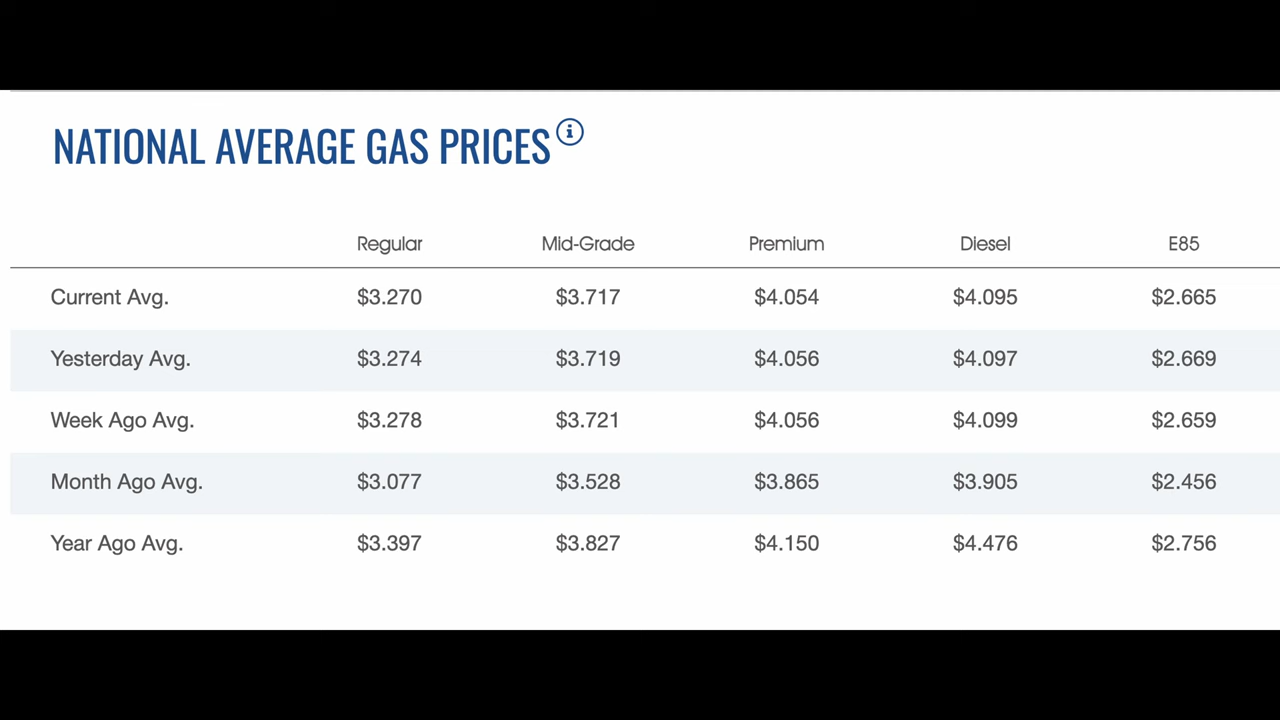 NATIONAL AVERAGE GAS PRICES i
Regular Mid-Grade Premium Diesel E85
Current Avg. $3.270 $3.717 $4.054 $4.095 $2.665
Yesterday Avg. $3.274 $3.719 $4.056 $4.097 $2.669
Week Ago Avg. $3.278 $3.721 $4.056 $4.099 $2.659
Month Ago Avg. $3.077 $3.528 $3.865 $3.905 $2.456
Year Ago Avg. $3.397 $3.827 $4.150 $4.476 $2.756